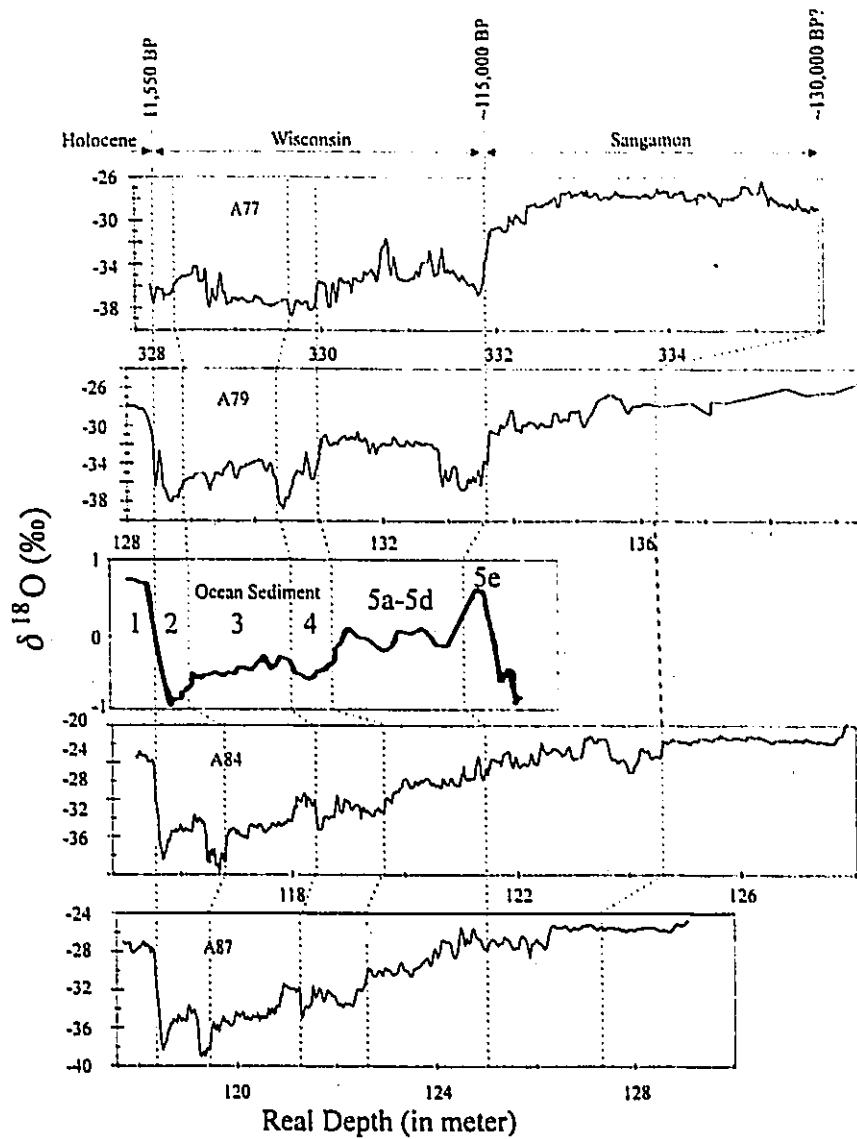 11,550 BP
~115,000 BP
~130,000 BP?
Holocene Wisconsin Sangamon
-26
-30
-34
-38
A77
328 330 332 334
-26
-30
-34
-38
A79
128 132 136
1
0
-1
Ocean Sediment
1 2 3 4 5a-5d 5e
δ 18 O (‰)
-20
-24
-28
-32
-36
A84
118 122 126
-24
-28
-32
-36
-40
A87
120 124 128
Real Depth (in meter)